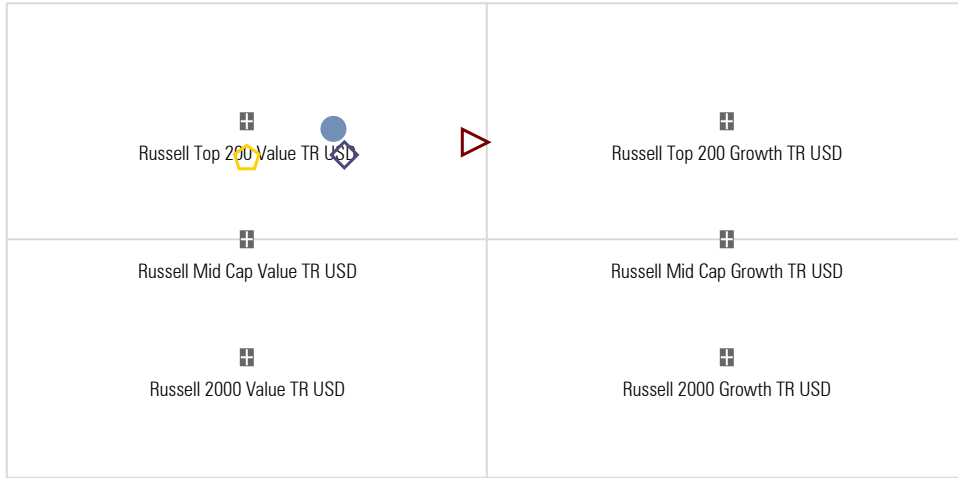 Russell Top 200 Value TR USD
Russell Top 200 Growth TR USD
Russell Mid Cap Value TR USD
Russell Mid Cap Growth TR USD
Russell 2000 Value TR USD
Russell 2000 Growth TR USD